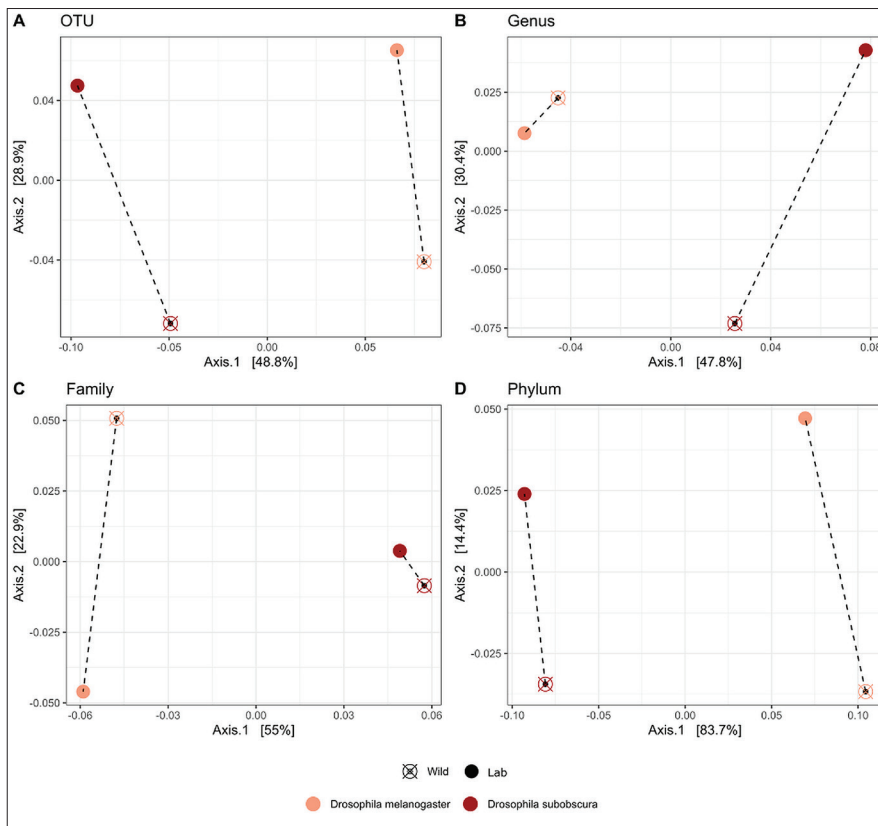 A OTU
0.04
0.00
-0.04
Axis.2 [28.9%]
-0.10 -0.05 0.00 0.05
Axis.1 [48.8%]
B Genus
0.025
0.000
-0.025
-0.050
-0.075
Axis.2 [30.4%]
-0.04 0.00 0.04 0.08
Axis.1 [47.8%]
C Family
0.050
0.025
0.000
-0.025
-0.050
Axis.2 [22.9%]
-0.06 -0.03 0.00 0.03 0.06
Axis.1 [55%]
D Phylum
0.050
0.025
0.000
-0.025
Axis.2 [14.4%]
-0.10 -0.05 0.00 0.05 0.10
Axis.1 [83.7%]
Wild Lab
Drosophila melanogaster Drosophila subobscura